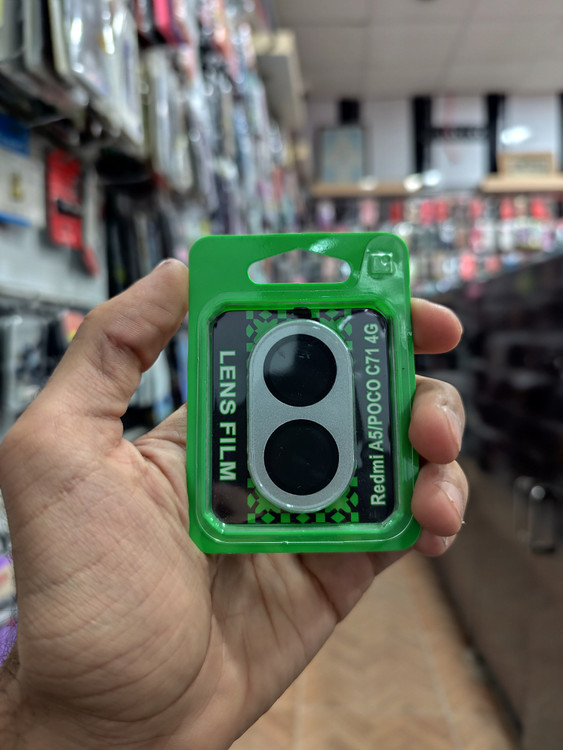 LENS FILM
Redmi A5/POCO C71 4G